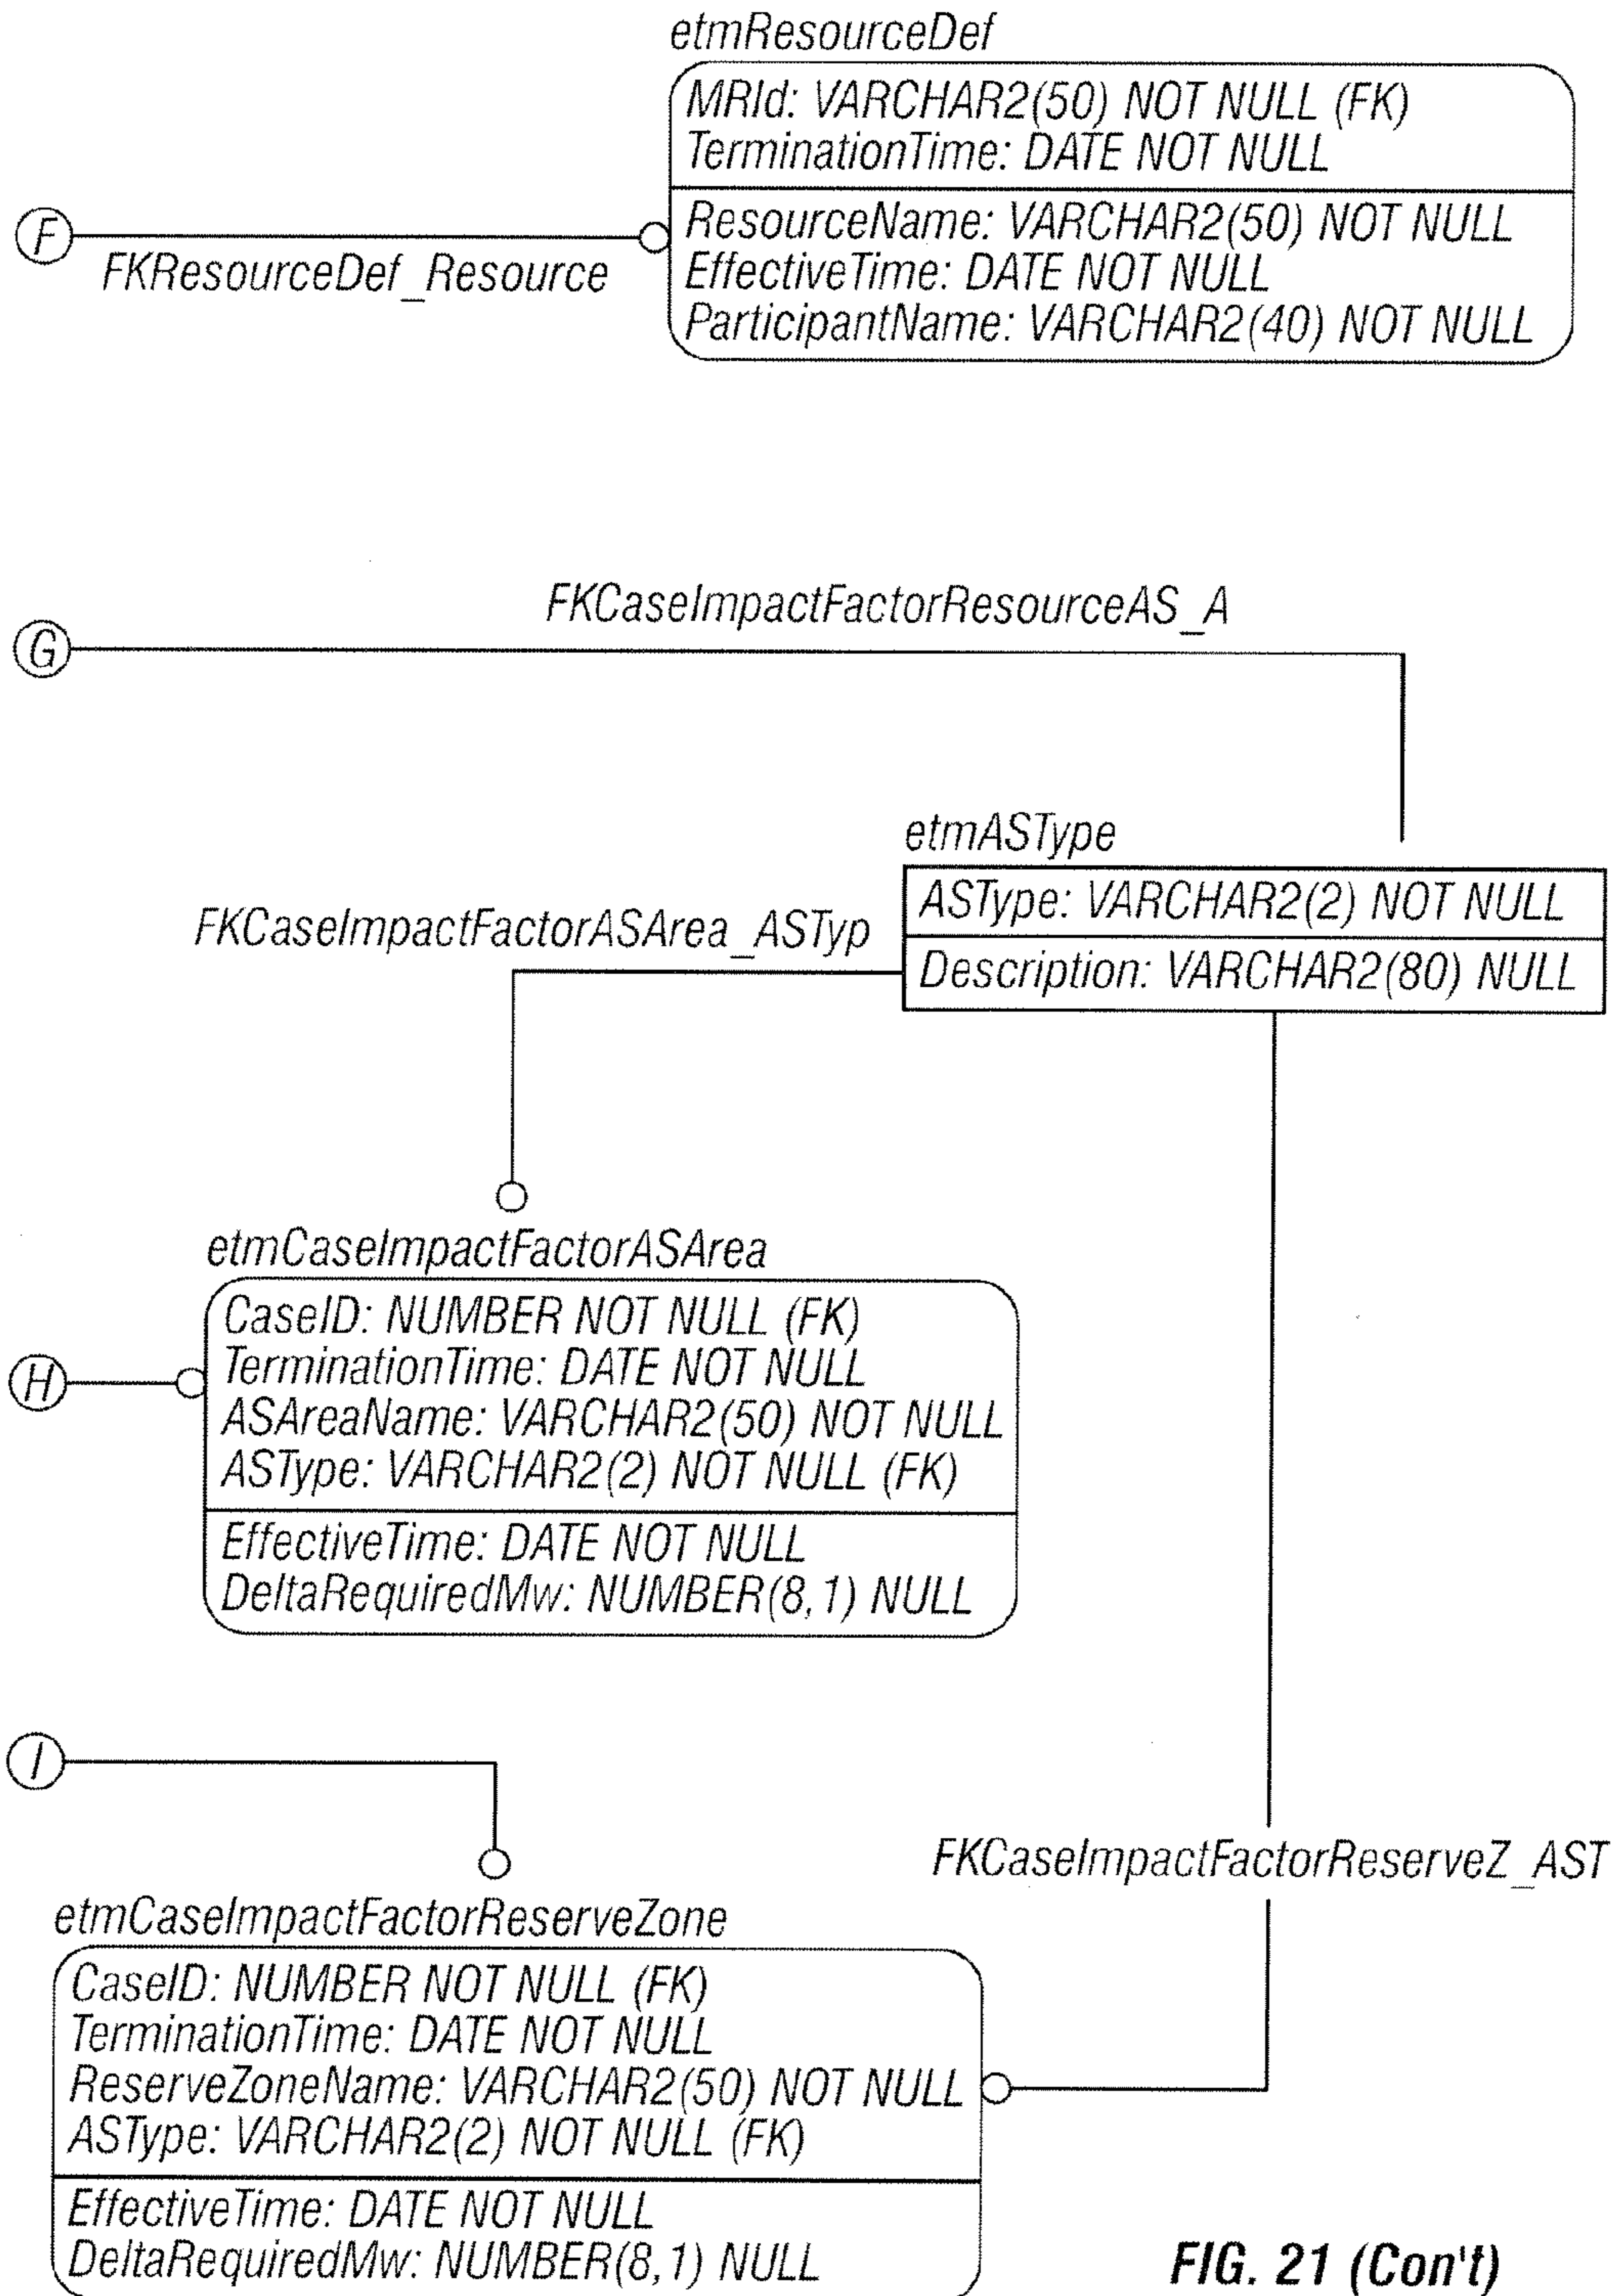 etmResourceDef
MRId: VARCHAR2(50) NOT NULL (FK)
TerminationTime: DATE NOT NULL
ResourceName: VARCHAR2(50) NOT NULL
EffectiveTime: DATE NOT NULL
ParticipantName: VARCHAR2(40) NOT NULL
F
FKResourceDef_Resource
FKCaseImpactFactorResourceAS_A
G
etmASType
ASType: VARCHAR2(2) NOT NULL
Description: VARCHAR2(80) NULL
FKCaseImpactFactorASArea_ASTyp
etmCaseImpactFactorASArea
CaseID: NUMBER NOT NULL (FK)
TerminationTime: DATE NOT NULL
ASAreaName: VARCHAR2(50) NOT NULL
ASType: VARCHAR2(2) NOT NULL (FK)
EffectiveTime: DATE NOT NULL
DeltaRequiredMw: NUMBER(8,1) NULL
H
I
FKCaseImpactFactorReserveZ_AST
etmCaseImpactFactorReserveZone
CaseID: NUMBER NOT NULL (FK)
TerminationTime: DATE NOT NULL
ReserveZoneName: VARCHAR2(50) NOT NULL
ASType: VARCHAR2(2) NOT NULL (FK)
EffectiveTime: DATE NOT NULL
DeltaRequiredMw: NUMBER(8,1) NULL
FIG. 21 (Con't)